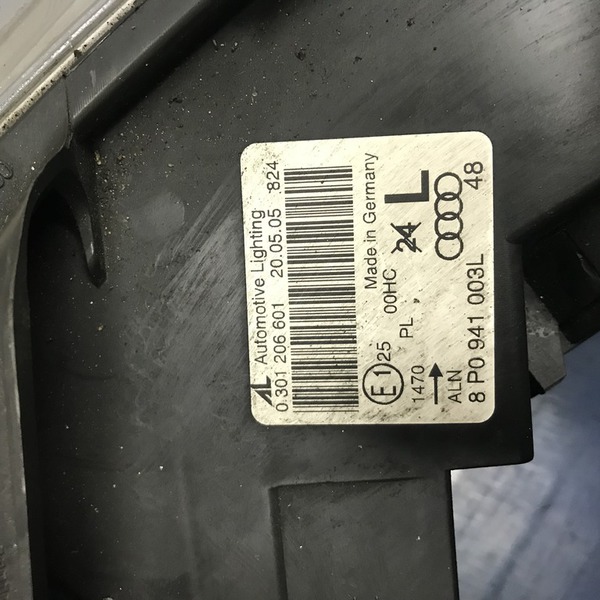 AL Automotive Lighting
0.301 206 601 20.05.05 824
Made in Germany
E1 25 00HC 24 L
1470 PL
ALN
8 P0 941 003L 48